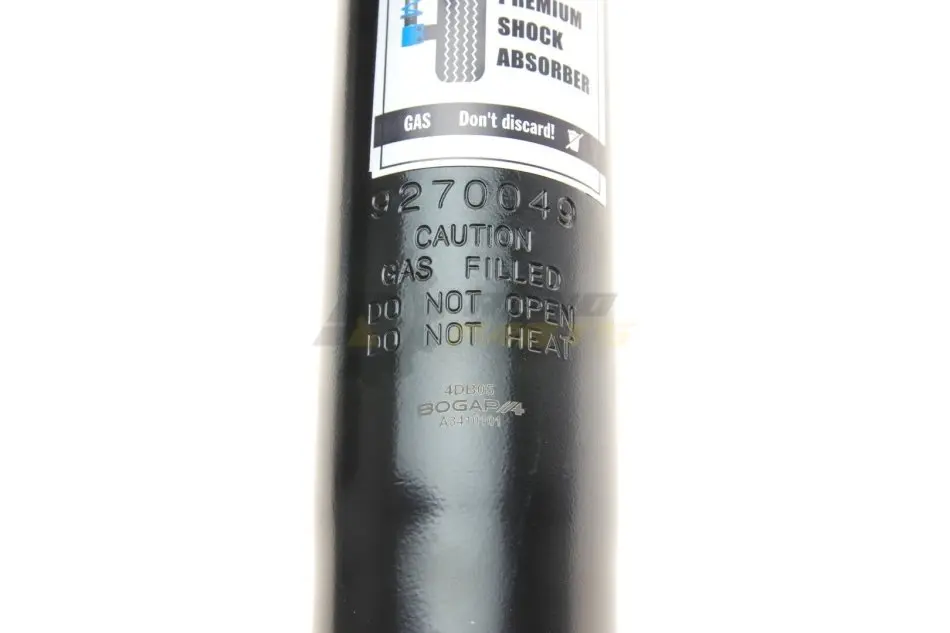 PREMIUM
SHOCK
ABSORBER
GAS Don't discard!
9270049
CAUTION
GAS FILLED
DO NOT OPEN
DO NOT HEAT
BOGAP